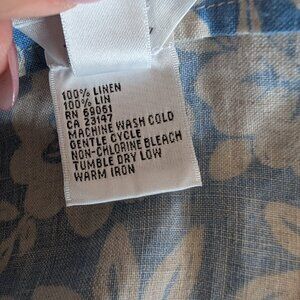 100% LINEN
100% LIN
RN 69061
CA 23147
MACHINE WASH COLD
GENTLE CYCLE
NON-CHLORINE BLEACH
TUMBLE DRY LOW
WARM IRON